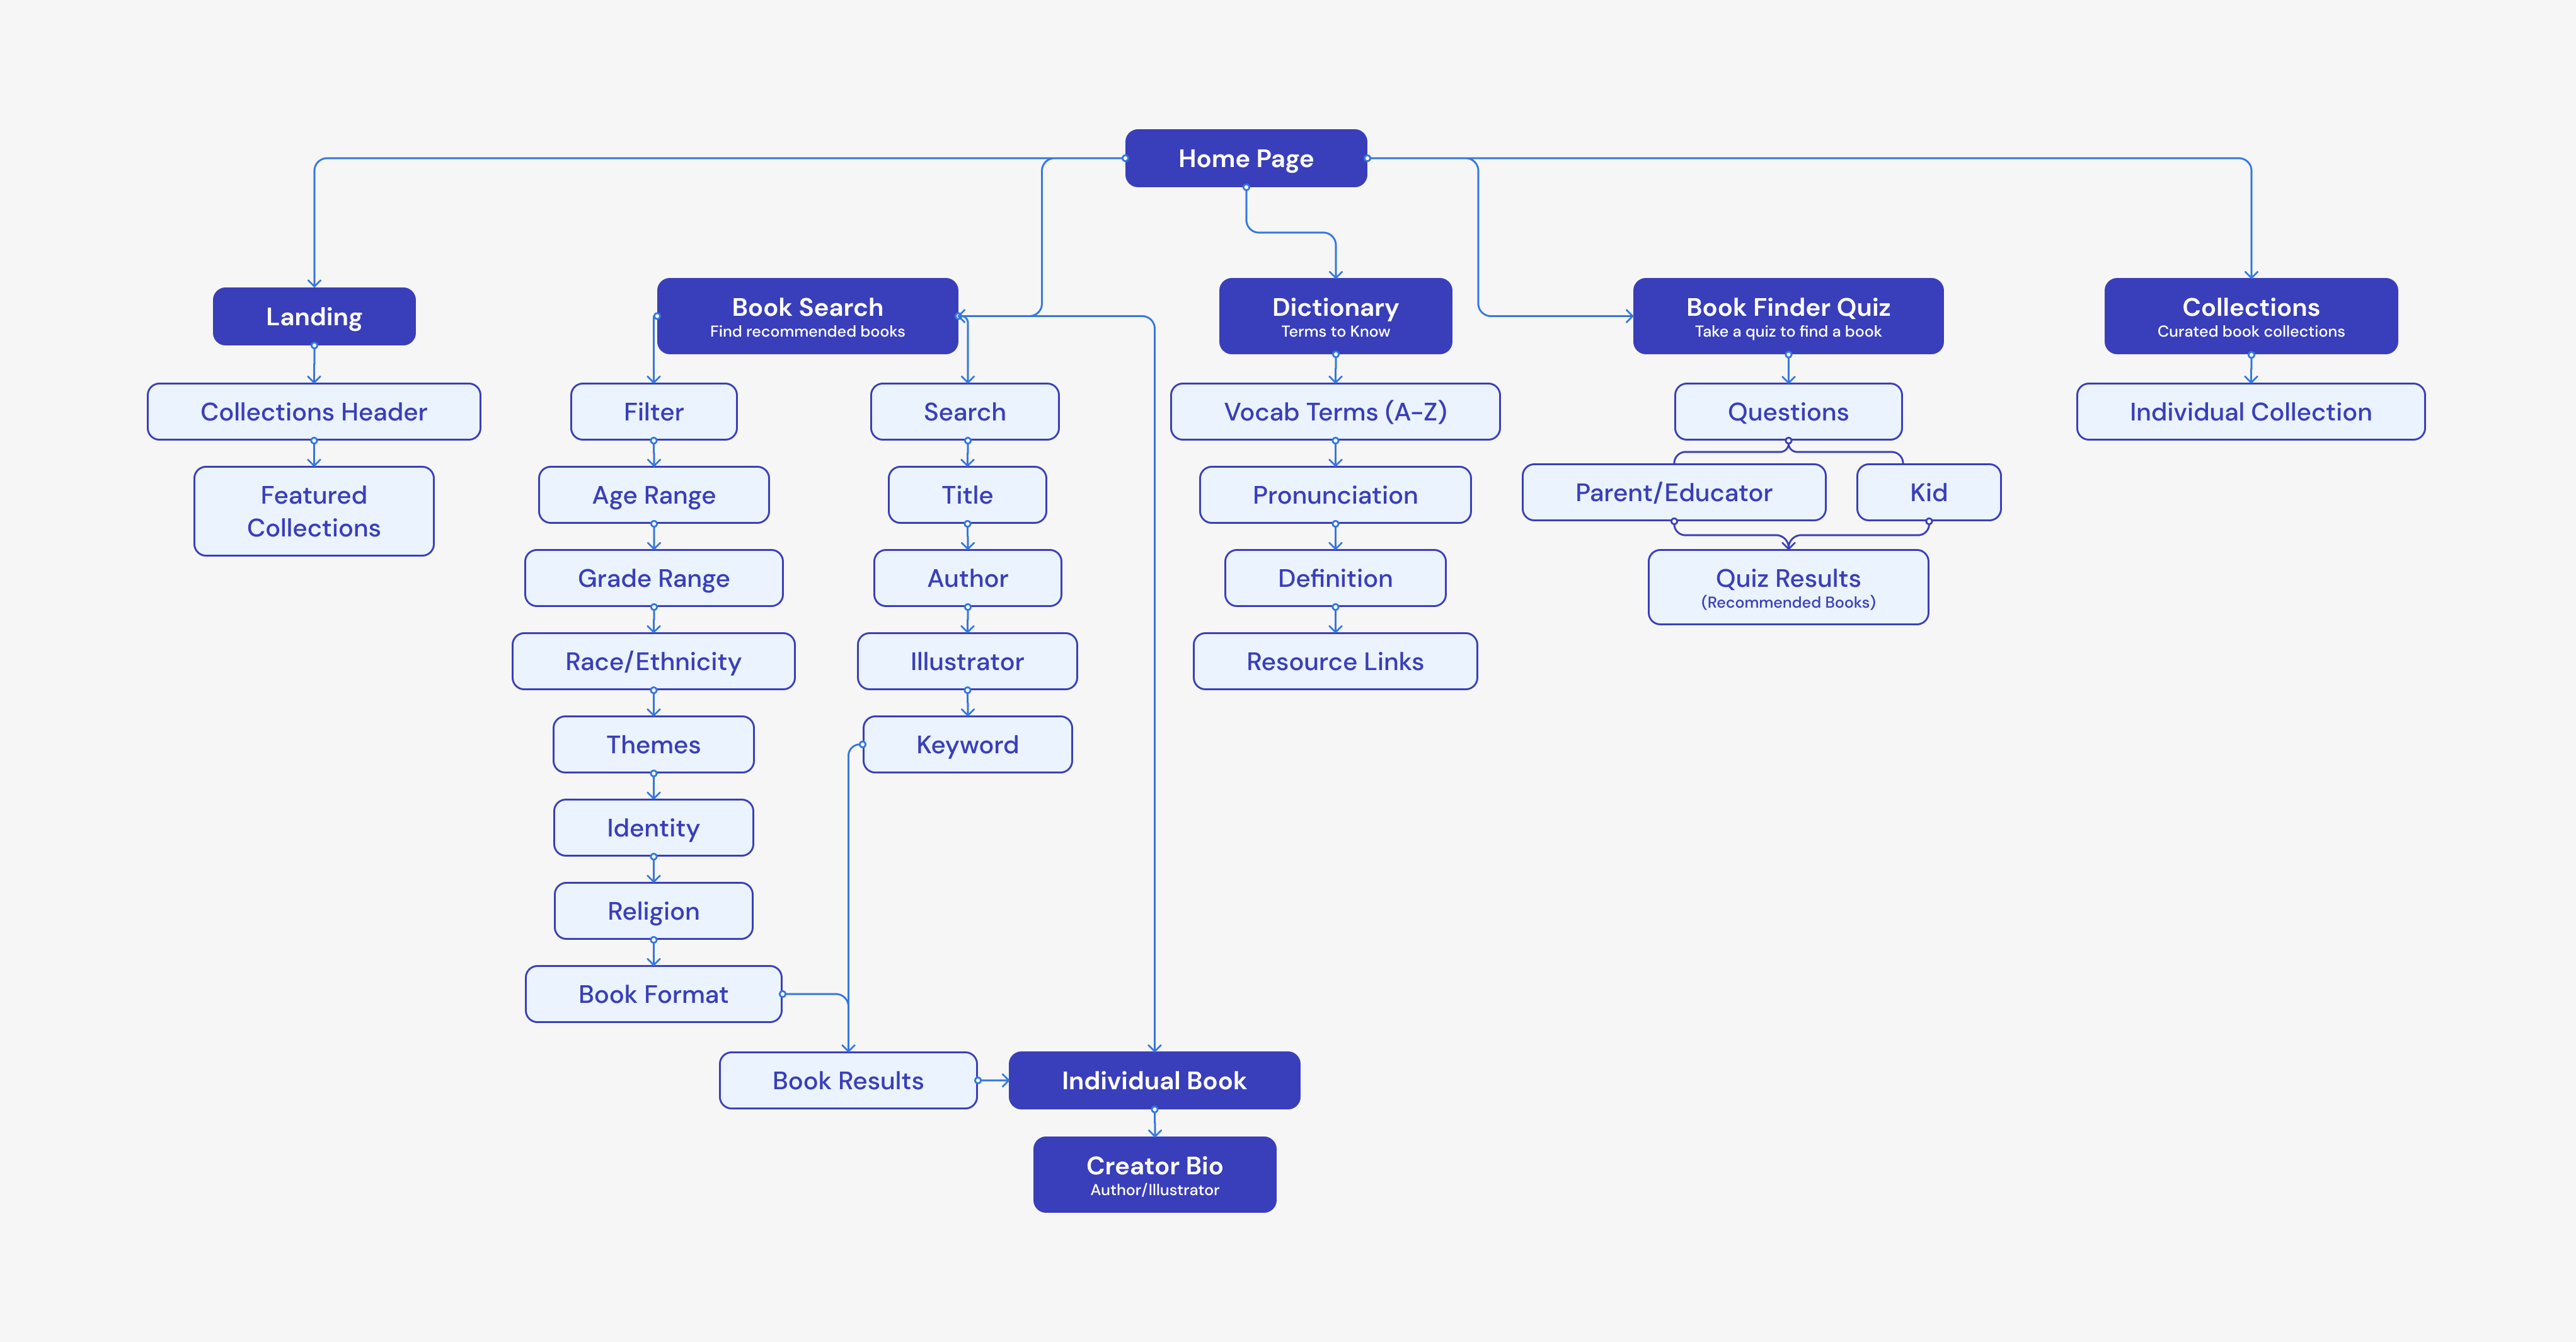 Home Page
Landing
Book Search
Find recommended books
Dictionary
Terms to Know
Book Finder Quiz
Take a quiz to find a book
Collections
Curated book collections
Collections Header
Featured
Collections
Filter
Age Range
Grade Range
Race/Ethnicity
Themes
Identity
Religion
Book Format
Search
Title
Author
Illustrator
Keyword
Book Results
Individual Book
Creator Bio
Author/Illustrator
Vocab Terms (A-Z)
Pronunciation
Definition
Resource Links
Questions
Parent/Educator
Kid
Quiz Results
(Recommended Books)
Individual Collection